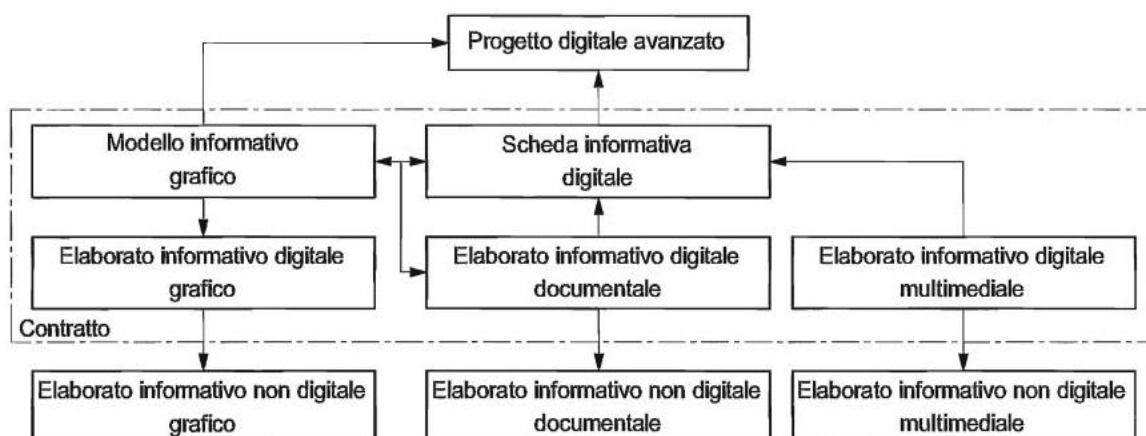 Progetto digitale avanzato
Modello informativo
grafico
Scheda informativa
digitale
Elaborato informativo digitale
grafico
Elaborato informativo digitale
documentale
Elaborato informativo digitale
multimediale
Contratto
Elaborato informativo non digitale
grafico
Elaborato informativo non digitale
documentale
Elaborato informativo non digitale
multimediale